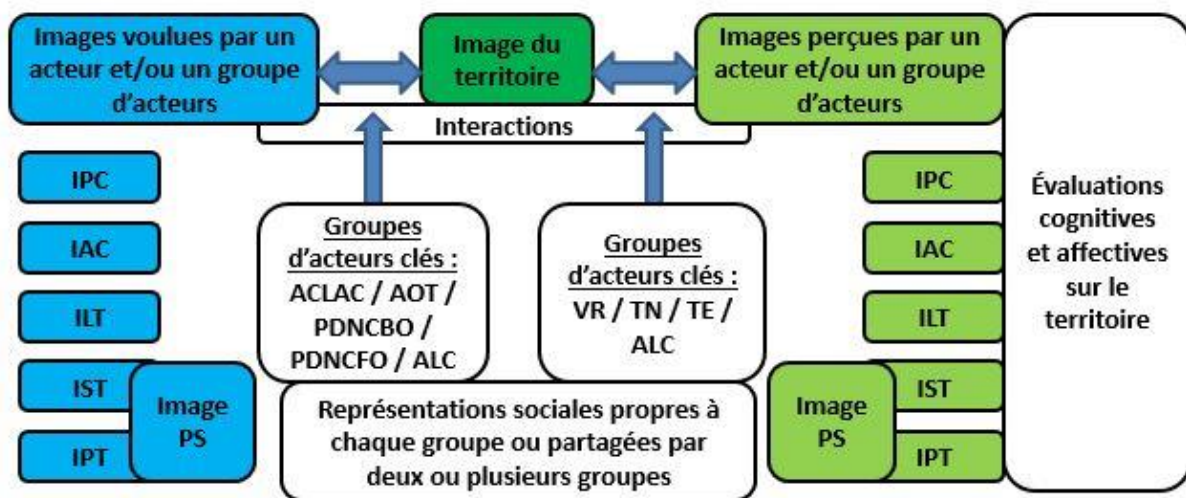 Images voulues par un
acteur et/ou un groupe
d'acteurs
Image du
territoire
Images perçues par un
acteur et/ou un groupe
d'acteurs
Interactions
IPC
IAC
ILT
IST
IPT
Image
PS
Groupes
d'acteurs clés :
ACLAC / AOT /
PDNCBO /
PDNCFO / ALC
Groupes
d'acteurs clés :
VR / TN / TE /
ALC
Représentations sociales propres à
chaque groupe ou partagées par
deux ou plusieurs groupes
IPC
IAC
ILT
IST
IPT
Image
PS
Évaluations
cognitives
et affectives
sur le
territoire